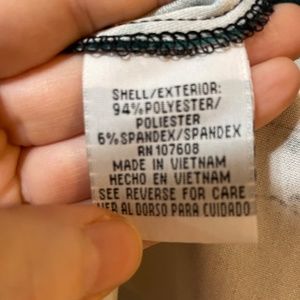 SHELL/EXTERIOR:
94%POLYESTER/
POLIESTER
6%SPANDEX/SPANDEX
RN 107608
MADE IN VIETNAM
HECHO EN VIETNAM
SEE REVERSE FOR CARE
VER AL DORSO PARA CUIDADO